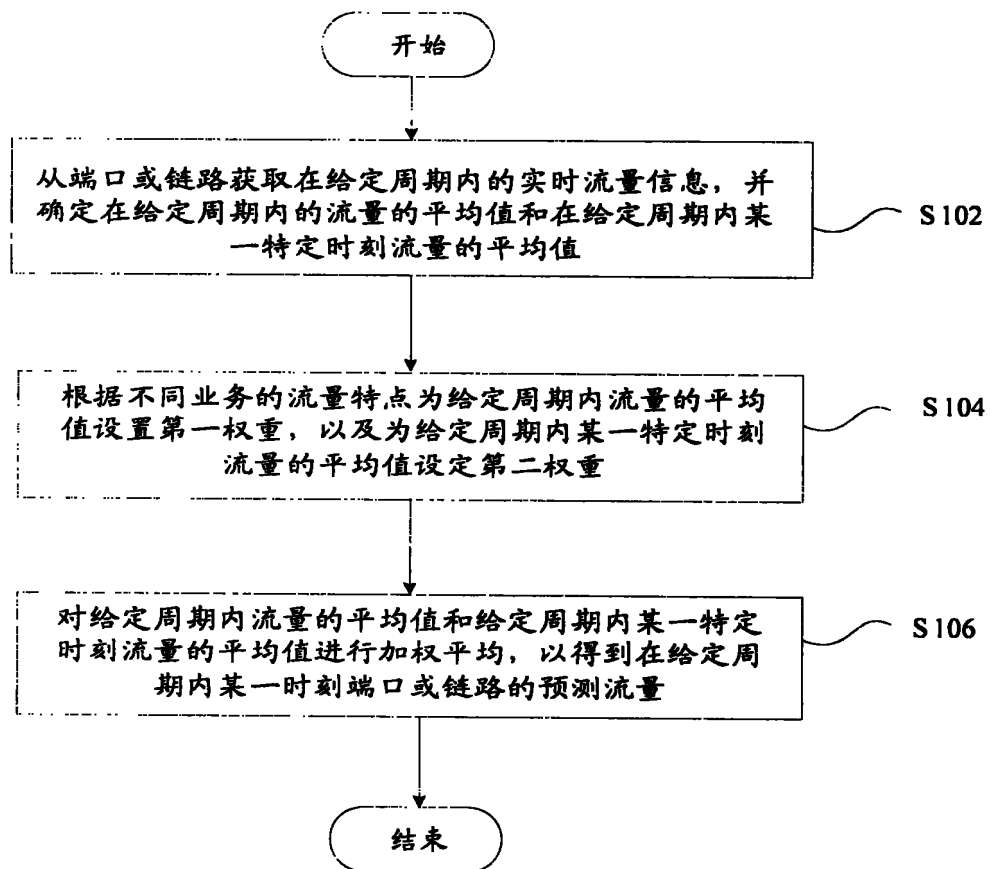 开始
从端口或链路获取在给定周期内的实时流量信息，并
确定在给定周期内的流量的平均值和在给定周期内某
一特定时刻流量的平均值
S102
根据不同业务的流量特点为给定周期内流量的平均
值设置第一权重，以及为给定周期内某一特定时刻
流量的平均值设定第二权重
S104
对给定周期内流量的平均值和给定周期内某一特定
时刻流量的平均值进行加权平均，以得到在给定周
期内某一时刻端口或链路的预测流量
S106
结束